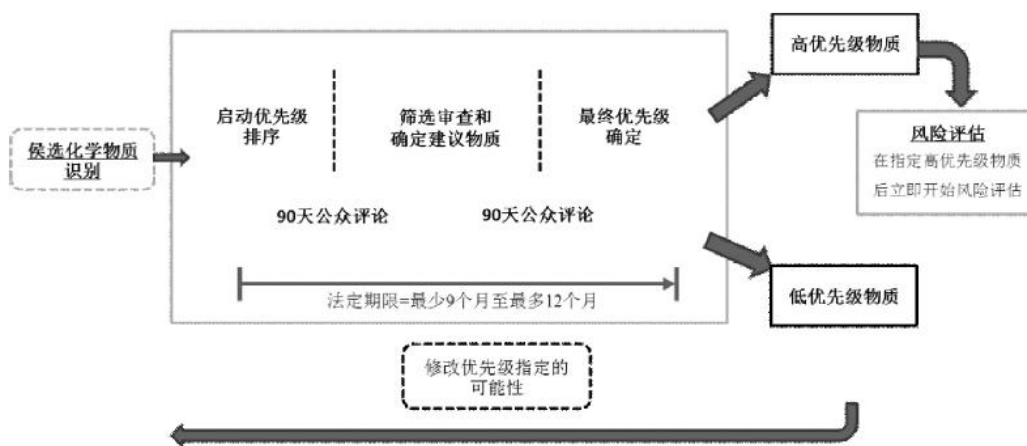 侯选化学物质
识别
启动优先级
排序
筛选审查和
确定建议物质
最终优先级
确定
90天公众评论
90天公众评论
法定期限=最少9个月至最多12个月
高优先级物质
风险评估
在指定高优先级物质
后立即开始风险评估
低优先级物质
修改优先级指定的
可能性